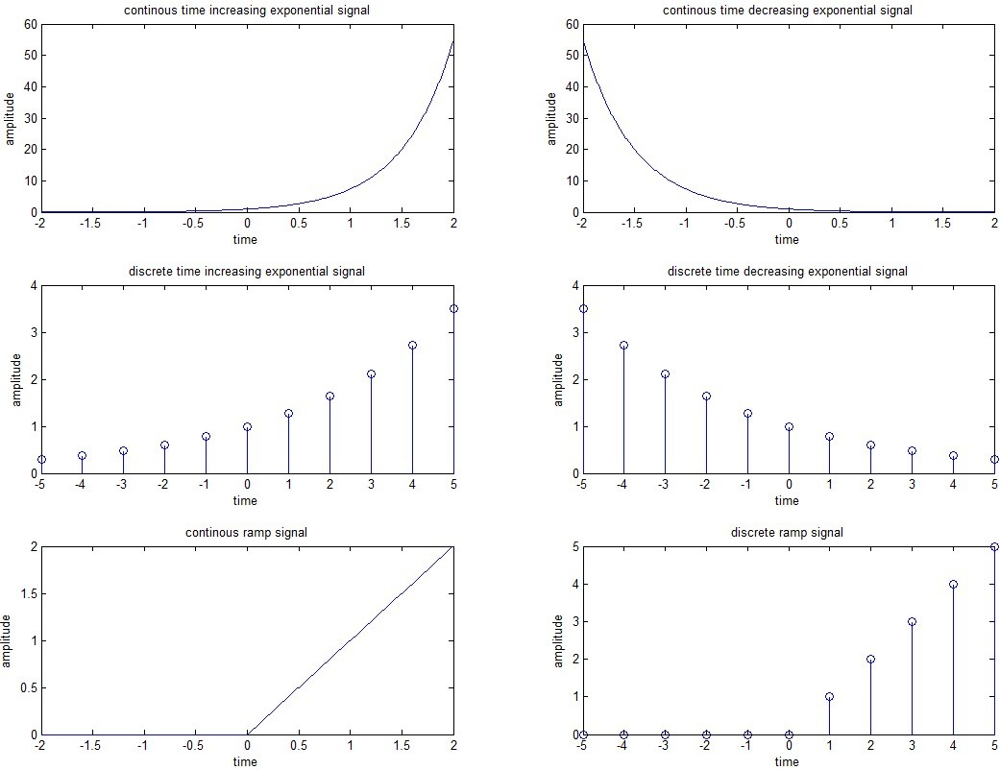 continous time increasing exponential signal
60
50
40
30
20
10
0
amplitude
-2 -1.5 -1 -0.5 0 0.5 1 1.5 2
time
continous time decreasing exponential signal
60
50
40
30
20
10
0
amplitude
-2 -1.5 -1 -0.5 0 0.5 1 1.5 2
time
discrete time increasing exponential signal
4
3
2
1
0
amplitude
-5 -4 -3 -2 -1 0 1 2 3 4 5
time
discrete time decreasing exponential signal
4
3
2
1
0
amplitude
-5 -4 -3 -2 -1 0 1 2 3 4 5
time
continous ramp signal
2
1.5
1
0.5
0
amplitude
-2 -1.5 -1 -0.5 0 0.5 1 1.5 2
time
discrete ramp signal
5
4
3
2
1
0
amplitude
-5 -4 -3 -2 -1 0 1 2 3 4 5
time